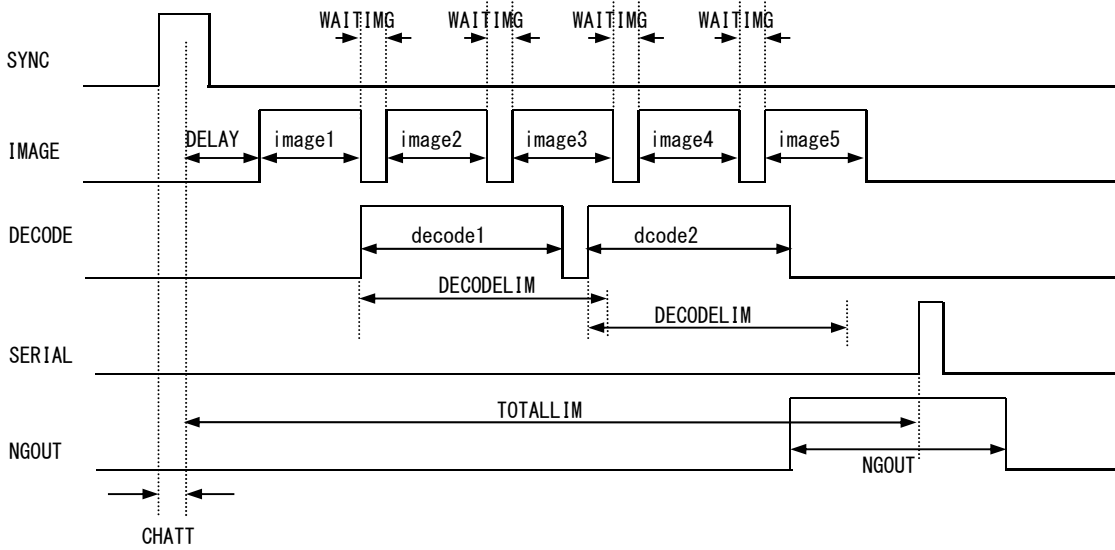 WAITIMG WAITIMG WAITIMG WAITIMG
SYNC
DELAY image1 image2 image3 image4 image5
IMAGE
DECODE decode1 dcode2
DECODELIM
DECODELIM
SERIAL
TOTALLIM
NGOUT
NGOUT
CHATT